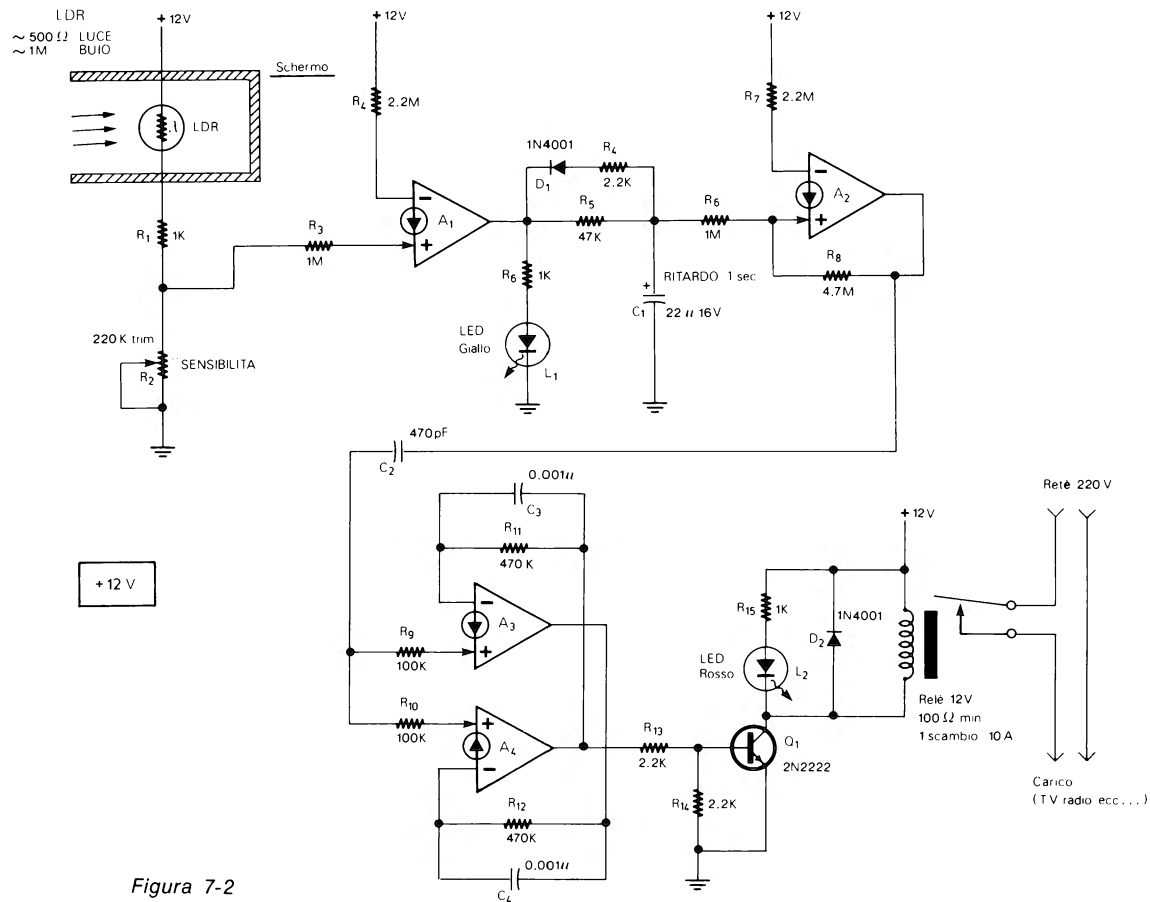 LDR
~ 500 Ω LUCE
~ 1M BUIO
+ 12V
Schermo
LDR
R1
1K
R3
1M
220 K trim
R2
SENSIBILITA
+ 12V
R4
2.2M
A1
1N4001
D1
R4
2.2K
R5
47K
R6
1K
LED
Giallo
L1
RITARDO 1 sec
C1
22 u 16V
R6
1M
+12V
R7
2.2M
A2
R8
4.7M
470pF
C2
0.001u
C3
R11
470 K
A3
R9
100K
R10
100K
A4
R12
470K
0.001u
C4
+ 12 V
R13
2.2K
R14
2.2K
Q1
2N2222
R15
1K
LED
Rosso
L2
1N4001
D2
+ 12V
Relè 12V
100 Ω min
1 scambio 10 A
Retè 220 V
Carico
(TV radio ecc...)
Figura 7-2